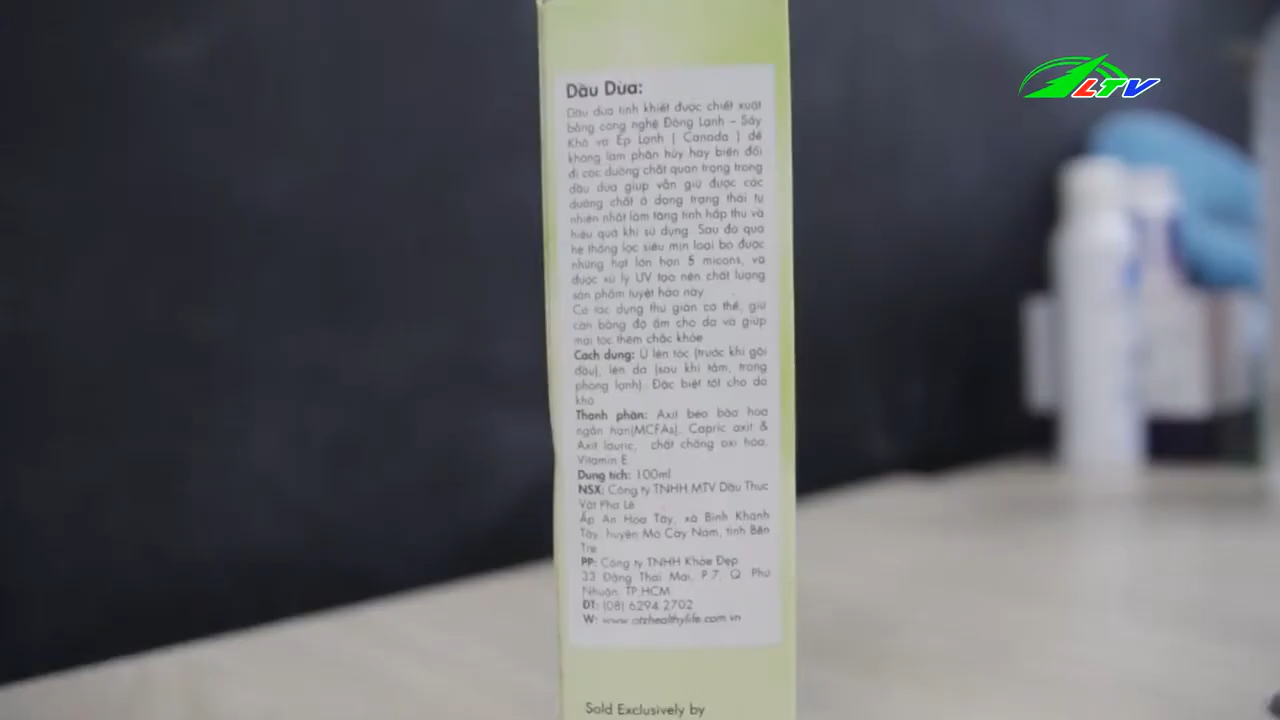 LTV
Dầu Dừa:
Dầu dừa tinh khiết được chiết xuất
bằng công nghệ Đông Lạnh – Sấy
Khô và Ép Lạnh ( Canada ) để
không làm phân hủy hay biến đổi
đi các dưỡng chất quan trọng trong
dầu dừa giúp vẫn giữ được các
dưỡng chất ở dạng trạng thái tự
nhiên nhất làm tăng tính hấp thu và
hiệu quả khi sử dụng. Sau đó qua
hệ thống lọc siêu mịn loại bỏ được
những hạt lớn hơn 5 micons, và
được xử lý UV tạo nên chất lượng
sản phẩm tuyệt hảo này.
Có tác dụng thư giãn cơ thể, giữ
cân bằng độ ẩm cho da và giúp
mái tóc thêm chắc khỏe
Cách dùng: Ủ lên tóc (trước khi gội
đầu), lên da (sau khi tắm, trong
phòng lạnh). Đặc biệt tốt cho da
khô
Thành phần: Axit béo bão hòa
ngắn hạn(MCFAs), Capric axit &
Axit lauric, chất chống oxi hóa,
Vitamin E
Dung tích: 100ml
NSX: Công ty TNHH MTV Dầu Thực
Vật Pha Lê
Ấp An Hòa Tây, xã Bình Khánh
Tây, huyện Mỏ Cày Nam, tỉnh Bến
Tre
PP: Công ty TNHH Khỏe Đẹp
33 Đặng Thai Mai, P.7, Q. Phú
Nhuận, TP.HCM
ĐT: (08) 6294 2702
W: www.atzhealthylife.com.vn
Sold Exclusively by